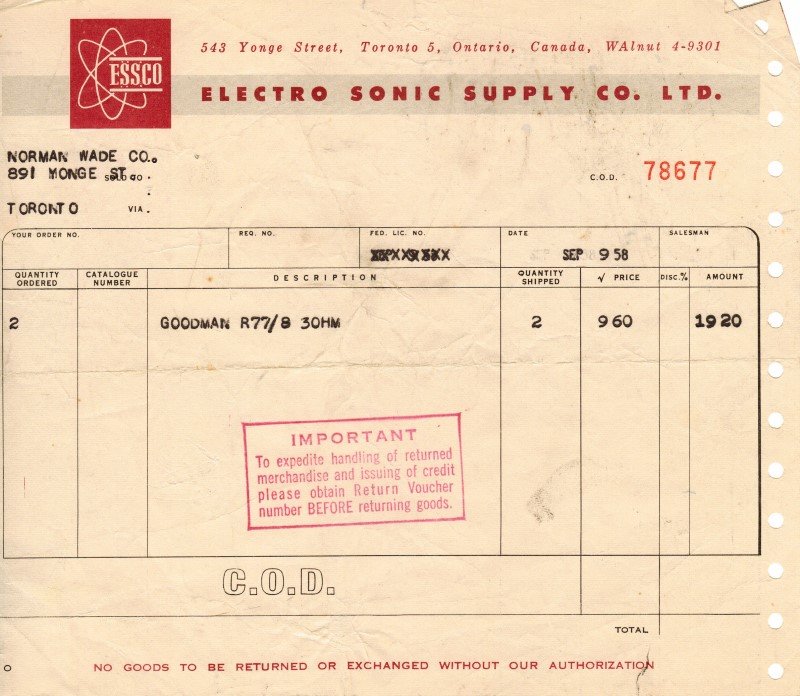 ESSCO
543 Yonge Street, Toronto 5, Ontario, Canada, WAlnut 4-9301
ELECTRO SONIC SUPPLY CO. LTD.
NORMAN WADE CO.
891 YONGE ST.
SOLD TO
C.O.D. 78677
TORONTO VIA
YOUR ORDER NO. REQ. NO. FED. LIC. NO. DATE SALESMAN
SEP 9 58
QUANTITY ORDERED CATALOGUE NUMBER DESCRIPTION QUANTITY SHIPPED √ PRICE DISC.% AMOUNT
2 GOODMAN R77/8 3OHM 2 960 1920
IMPORTANT
To expedite handling of returned
merchandise and issuing of credit
please obtain Return Voucher
number BEFORE returning goods.
C.O.D.
TOTAL
NO GOODS TO BE RETURNED OR EXCHANGED WITHOUT OUR AUTHORIZATION